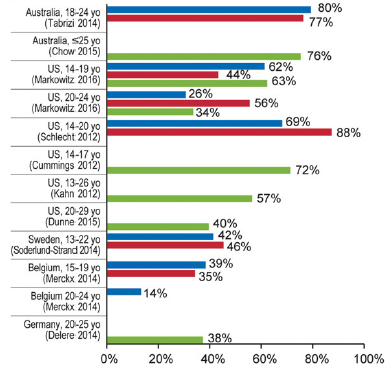 Australia, 18-24 yo
(Tabrizi 2014)
80%
77%
Australia, ≤25 yo
(Chow 2015)
76%
US, 14-19 yo
(Markowitz 2016)
62%
44%
63%
US, 20-24 yo
(Markowitz 2016)
26%
56%
34%
US, 14-20 yo
(Schlecht 2012)
69%
88%
US, 14-17 yo
(Cummings 2012)
72%
US, 13-26 yo
(Kahn 2012)
57%
US, 20-29 yo
(Dunne 2015)
40%
Sweden, 13-22 yo
(Soderlund-Strand 2014)
42%
46%
Belgium, 15-19 yo
(Merckx 2014)
39%
35%
Belgium 20-24 yo
(Merckx 2014)
14%
Germany, 20-25 yo
(Delere 2014)
38%
0% 20% 40% 60% 80% 100%